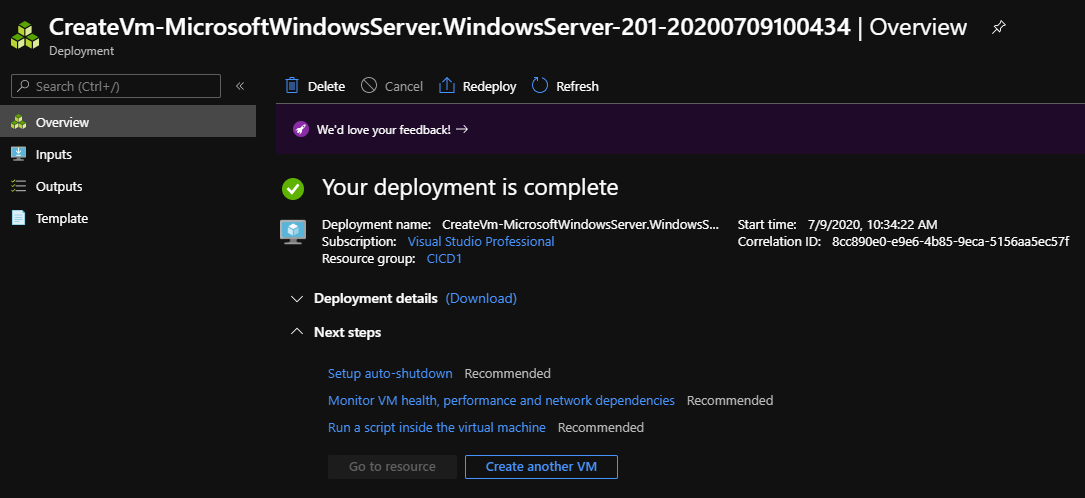 CreateVm-MicrosoftWindowsServer.WindowsServer-201-20200709100434 | Overview
Deployment
Search (Ctrl+/)
«
Delete
Cancel
Redeploy
Refresh
Overview
Inputs
Outputs
Template
We'd love your feedback! →
Your deployment is complete
Deployment name: CreateVm-MicrosoftWindowsServer.WindowsS...
Subscription: Visual Studio Professional
Resource group: CICD1
Start time: 7/9/2020, 10:34:22 AM
Correlation ID: 8cc890e0-e9e6-4b85-9eca-5156aa5ec57f
Deployment details (Download)
Next steps
Setup auto-shutdown Recommended
Monitor VM health, performance and network dependencies Recommended
Run a script inside the virtual machine Recommended
Go to resource
Create another VM